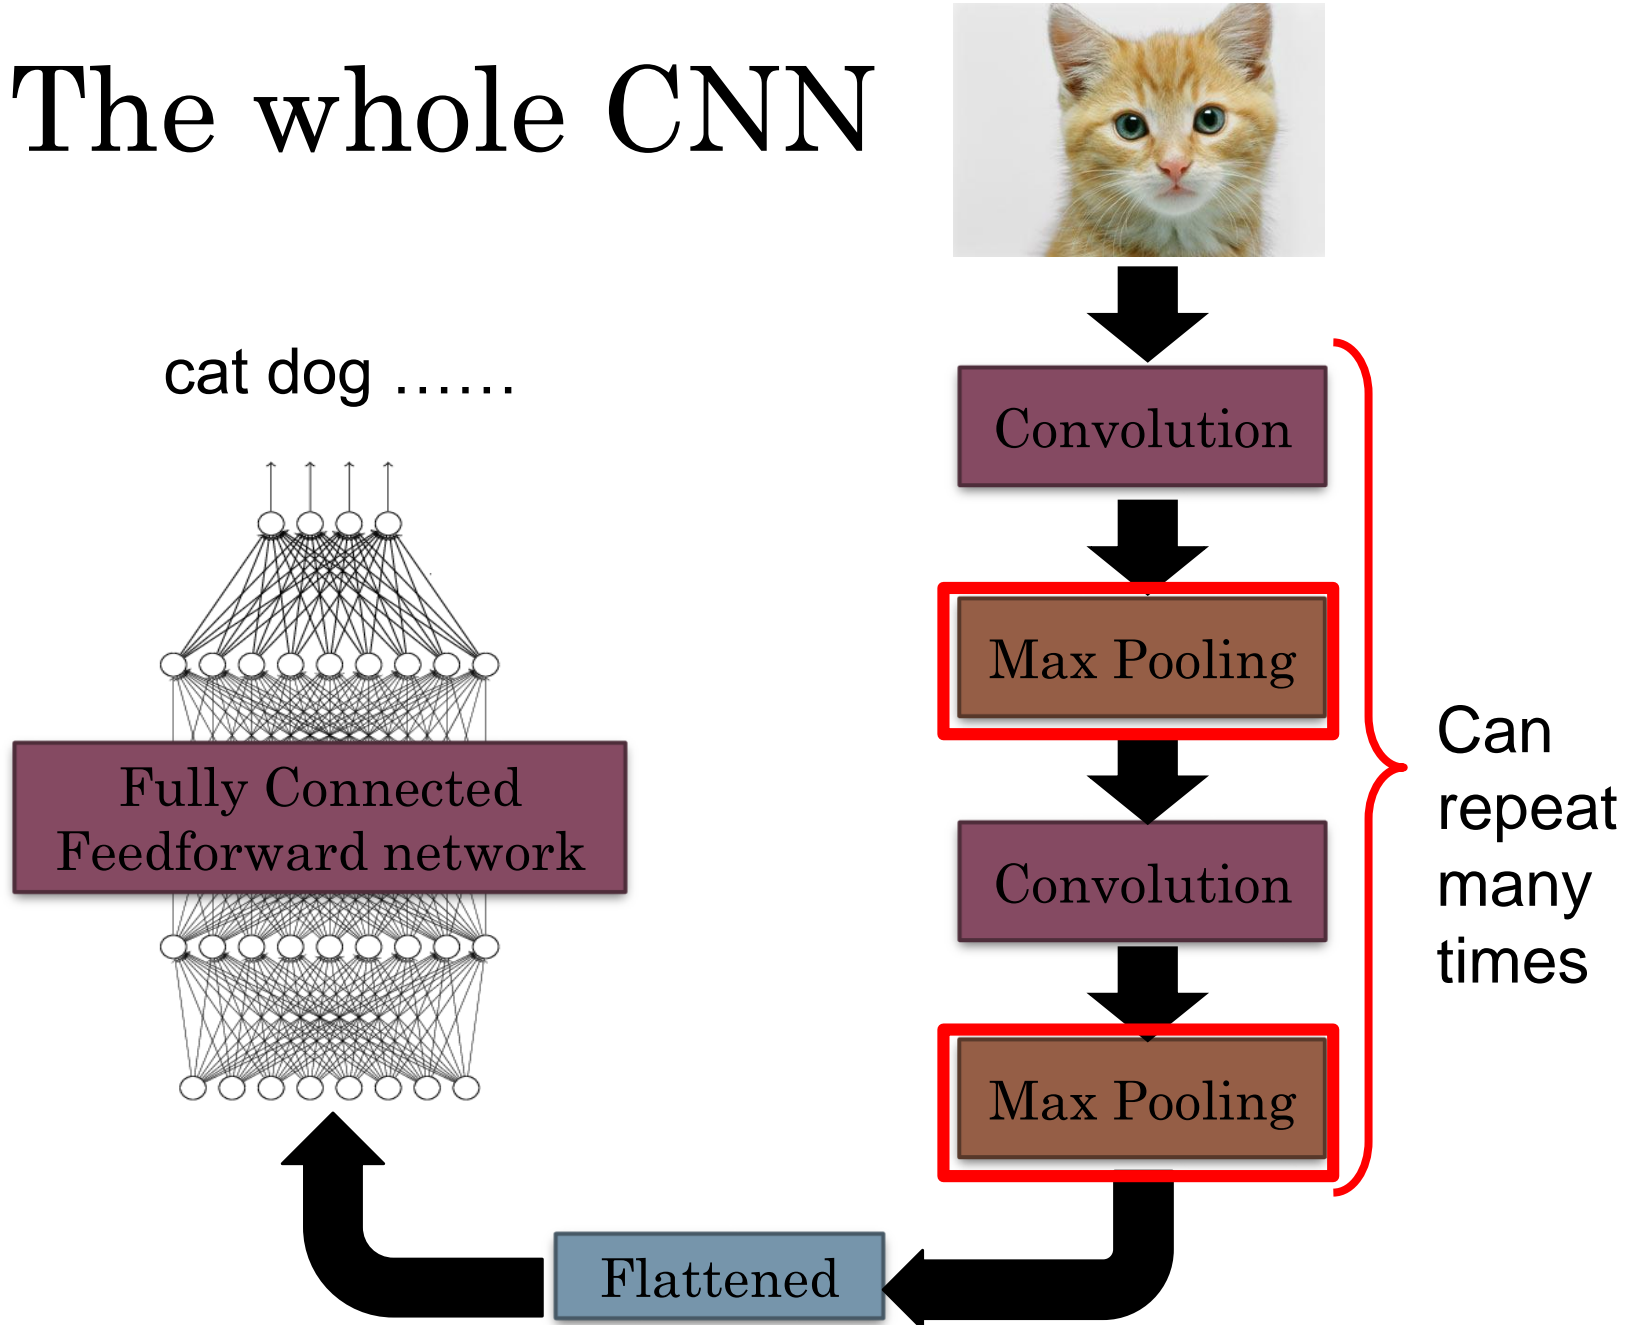 The whole CNN
cat dog ……
Convolution
Max Pooling
Convolution
Max Pooling
Can
repeat
many
times
Flattened
Fully Connected
Feedforward network